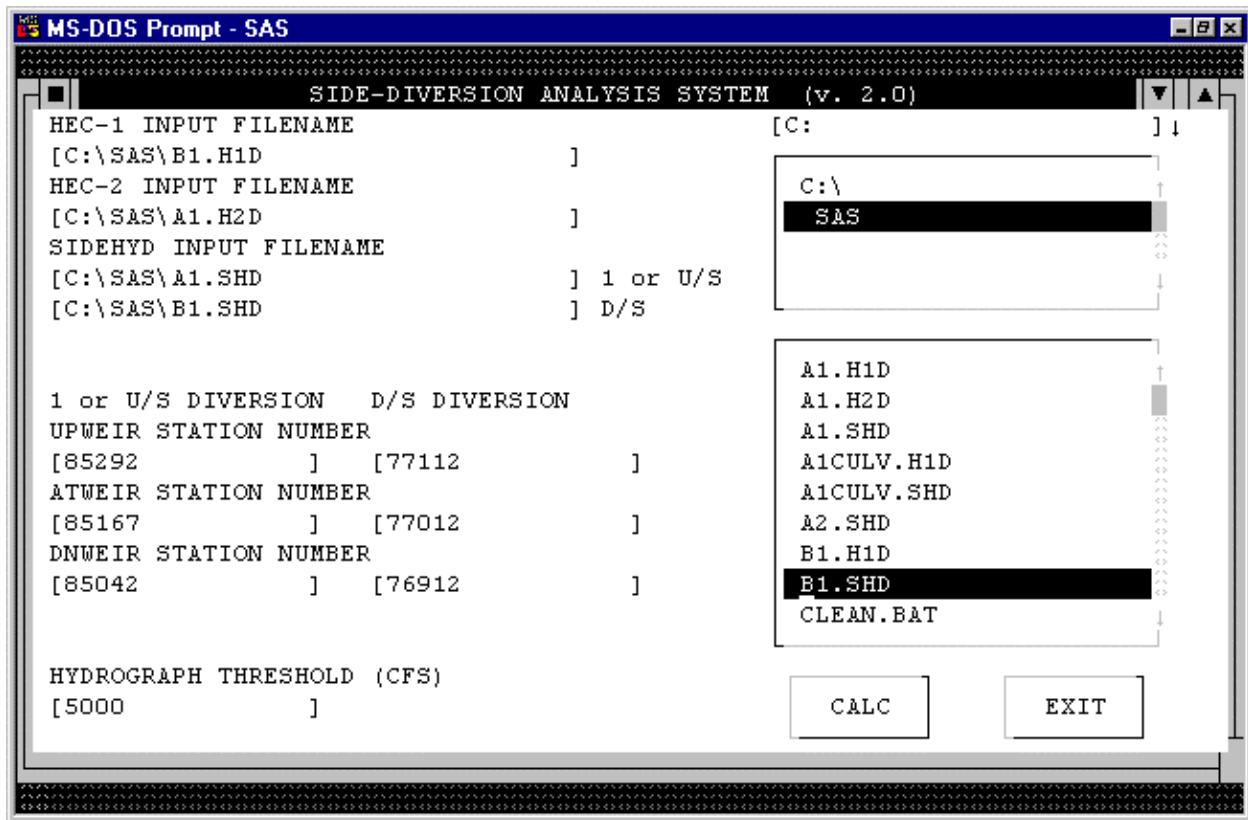 MS-DOS Prompt - SAS
SIDE-DIVERSION ANALYSIS SYSTEM (v. 2.0)
HEC-1 INPUT FILENAME
[C:\SAS\B1.H1D ]
HEC-2 INPUT FILENAME
[C:\SAS\A1.H2D ]
SIDEHYD INPUT FILENAME
[C:\SAS\A1.SHD ] 1 or U/S
[C:\SAS\B1.SHD ] D/S
1 or U/S DIVERSION D/S DIVERSION
UPWEIR STATION NUMBER
[85292 ] [77112 ]
ATWEIR STATION NUMBER
[85167 ] [77012 ]
DNWEIR STATION NUMBER
[85042 ] [76912 ]
HYDROGRAPH THRESHOLD (CFS)
[5000 ]
[C: ]↓
C:\
SAS
A1.H1D
A1.H2D
A1.SHD
A1CULV.H1D
A1CULV.SHD
A2.SHD
B1.H1D
B1.SHD
CLEAN.BAT
CALC EXIT